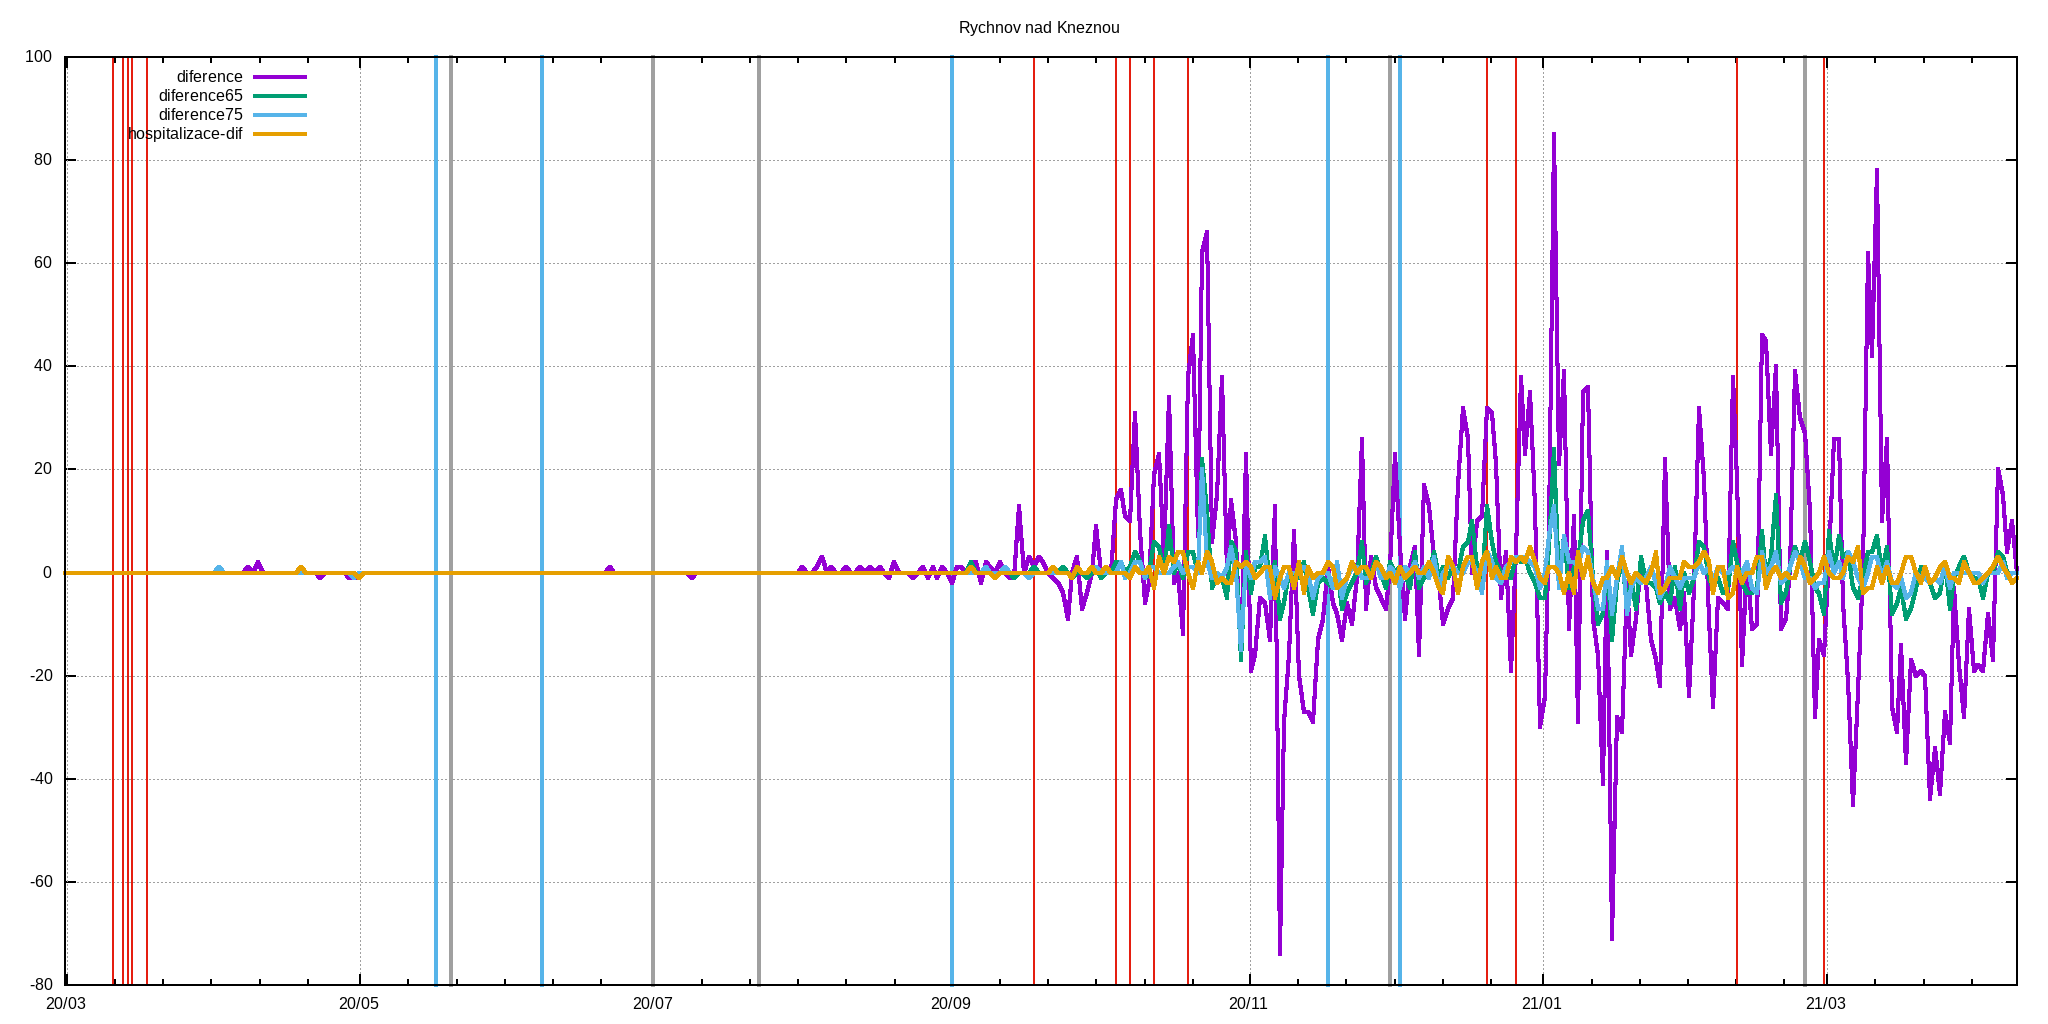 Rychnov nad Kneznou
100
80
60
40
20
0
-20
-40
-60
-80
diference
diference65
diference75
hospitalizace-dif
20/03 20/05 20/07 20/09 20/11 21/01 21/03